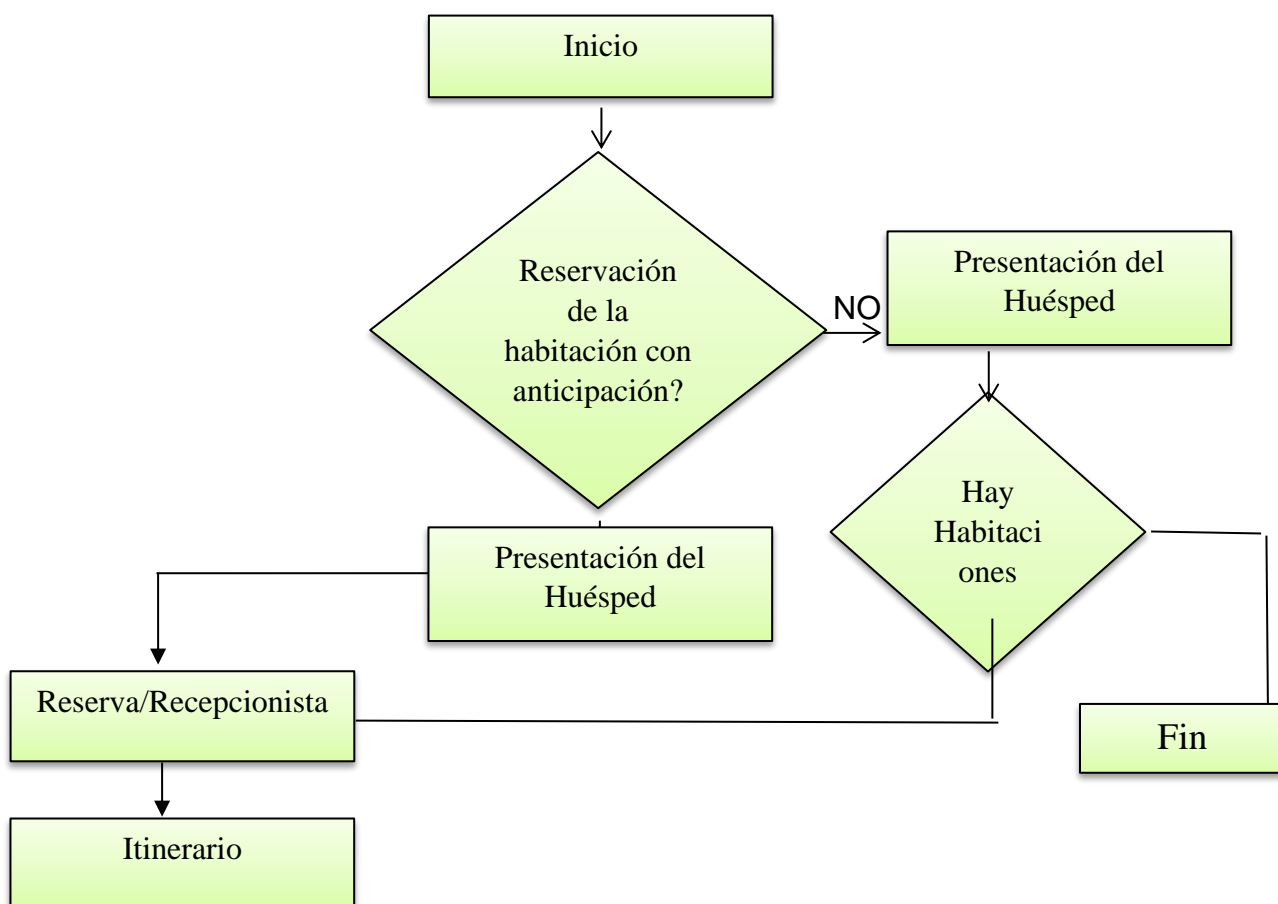 Inicio
Reservación
de la
habitación con
anticipación?
NO
Presentación del
Huésped
Hay
Habitaci
ones
Presentación del
Huésped
Reserva/Recepcionista
Fin
Itinerario